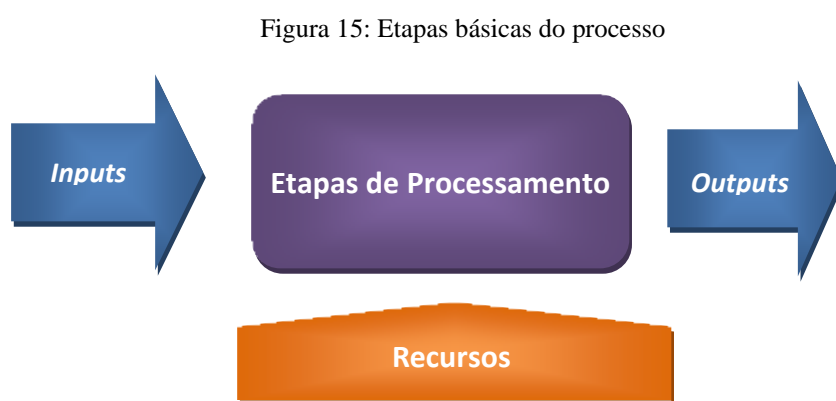 Figura 15: Etapas básicas do processo
Inputs
Etapas de Processamento
Outputs
Recursos